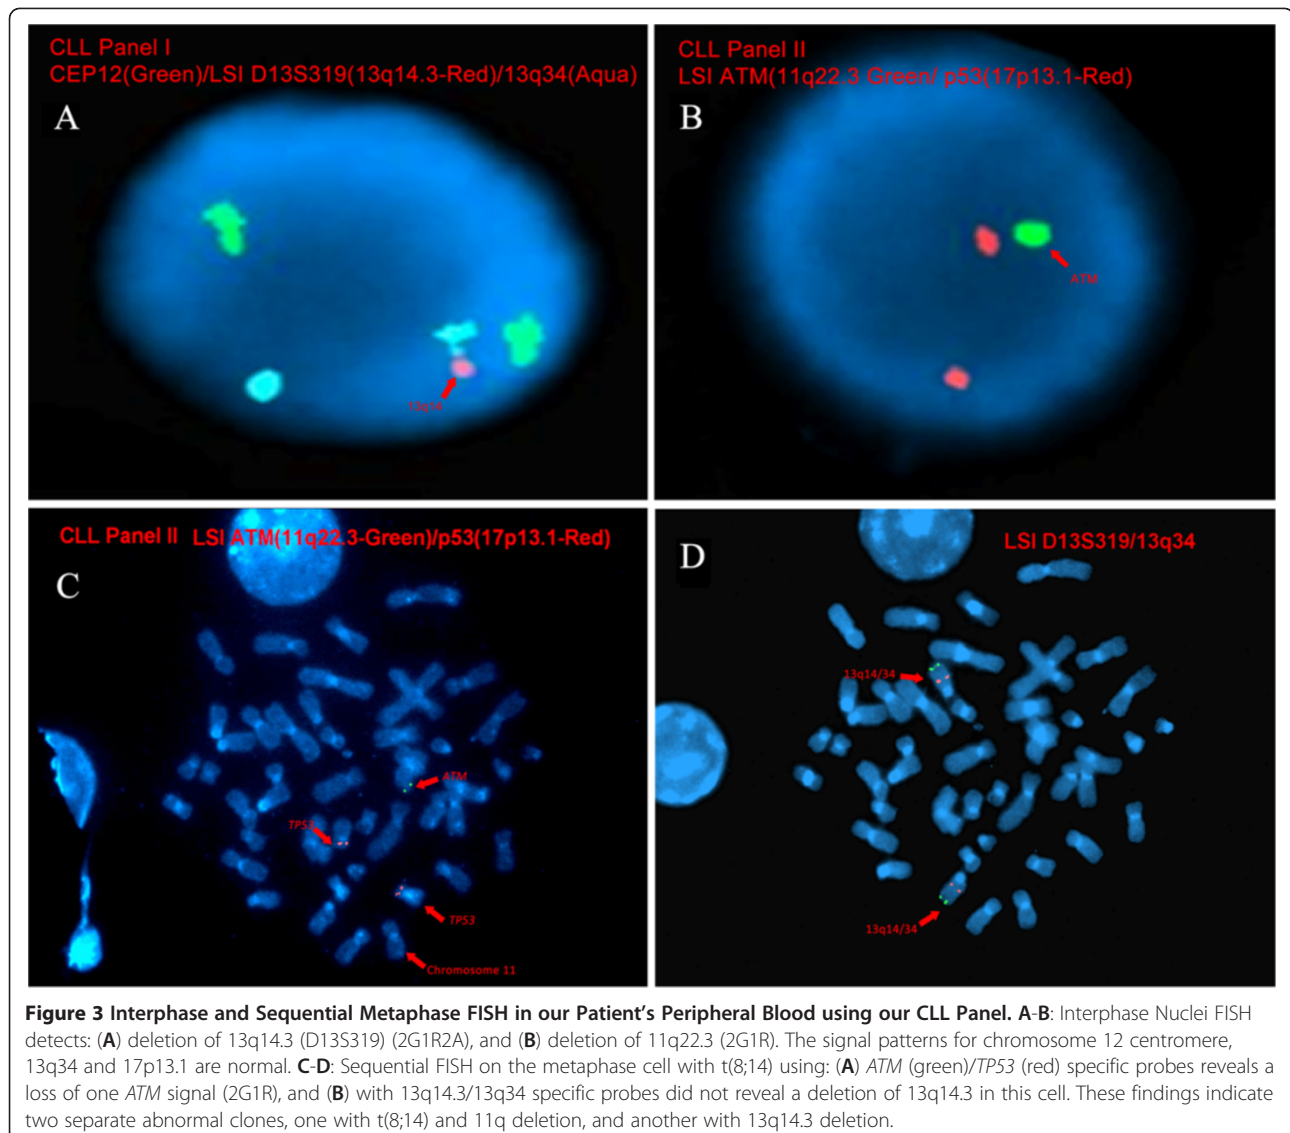 CLL Panel I
CEP12(Green)/LSI D13S319(13q14.3-Red)/13q34(Aqua)
A
13q14
CLL Panel II
LSI ATM(11q22.3 Green/ p53(17p13.1-Red)
B
ATM
CLL Panel II LSI ATM(11q22.3-Green)/p53(17p13.1-Red)
C
ATM
TP53
TP53
Chromosome 11
LSI D13S319/13q34
D
13q14/34
13q14/34
Figure 3 Interphase and Sequential Metaphase FISH in our Patient's Peripheral Blood using our CLL Panel. A-B: Interphase Nuclei FISH
detects: (A) deletion of 13q14.3 (D13S319) (2G1R2A), and (B) deletion of 11q22.3 (2G1R). The signal patterns for chromosome 12 centromere,
13q34 and 17p13.1 are normal. C-D: Sequential FISH on the metaphase cell with t(8;14) using: (A) ATM (green)/TP53 (red) specific probes reveals a
loss of one ATM signal (2G1R), and (B) with 13q14.3/13q34 specific probes did not reveal a deletion of 13q14.3 in this cell. These findings indicate
two separate abnormal clones, one with t(8;14) and 11q deletion, and another with 13q14.3 deletion.